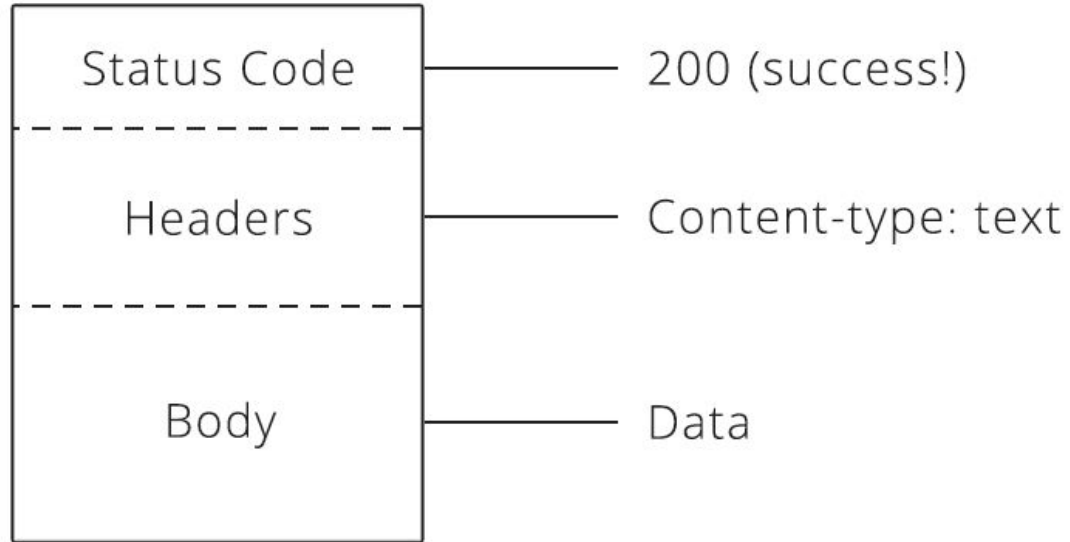 Status Code
200 (success!)
Headers
Content-type: text
Body
Data